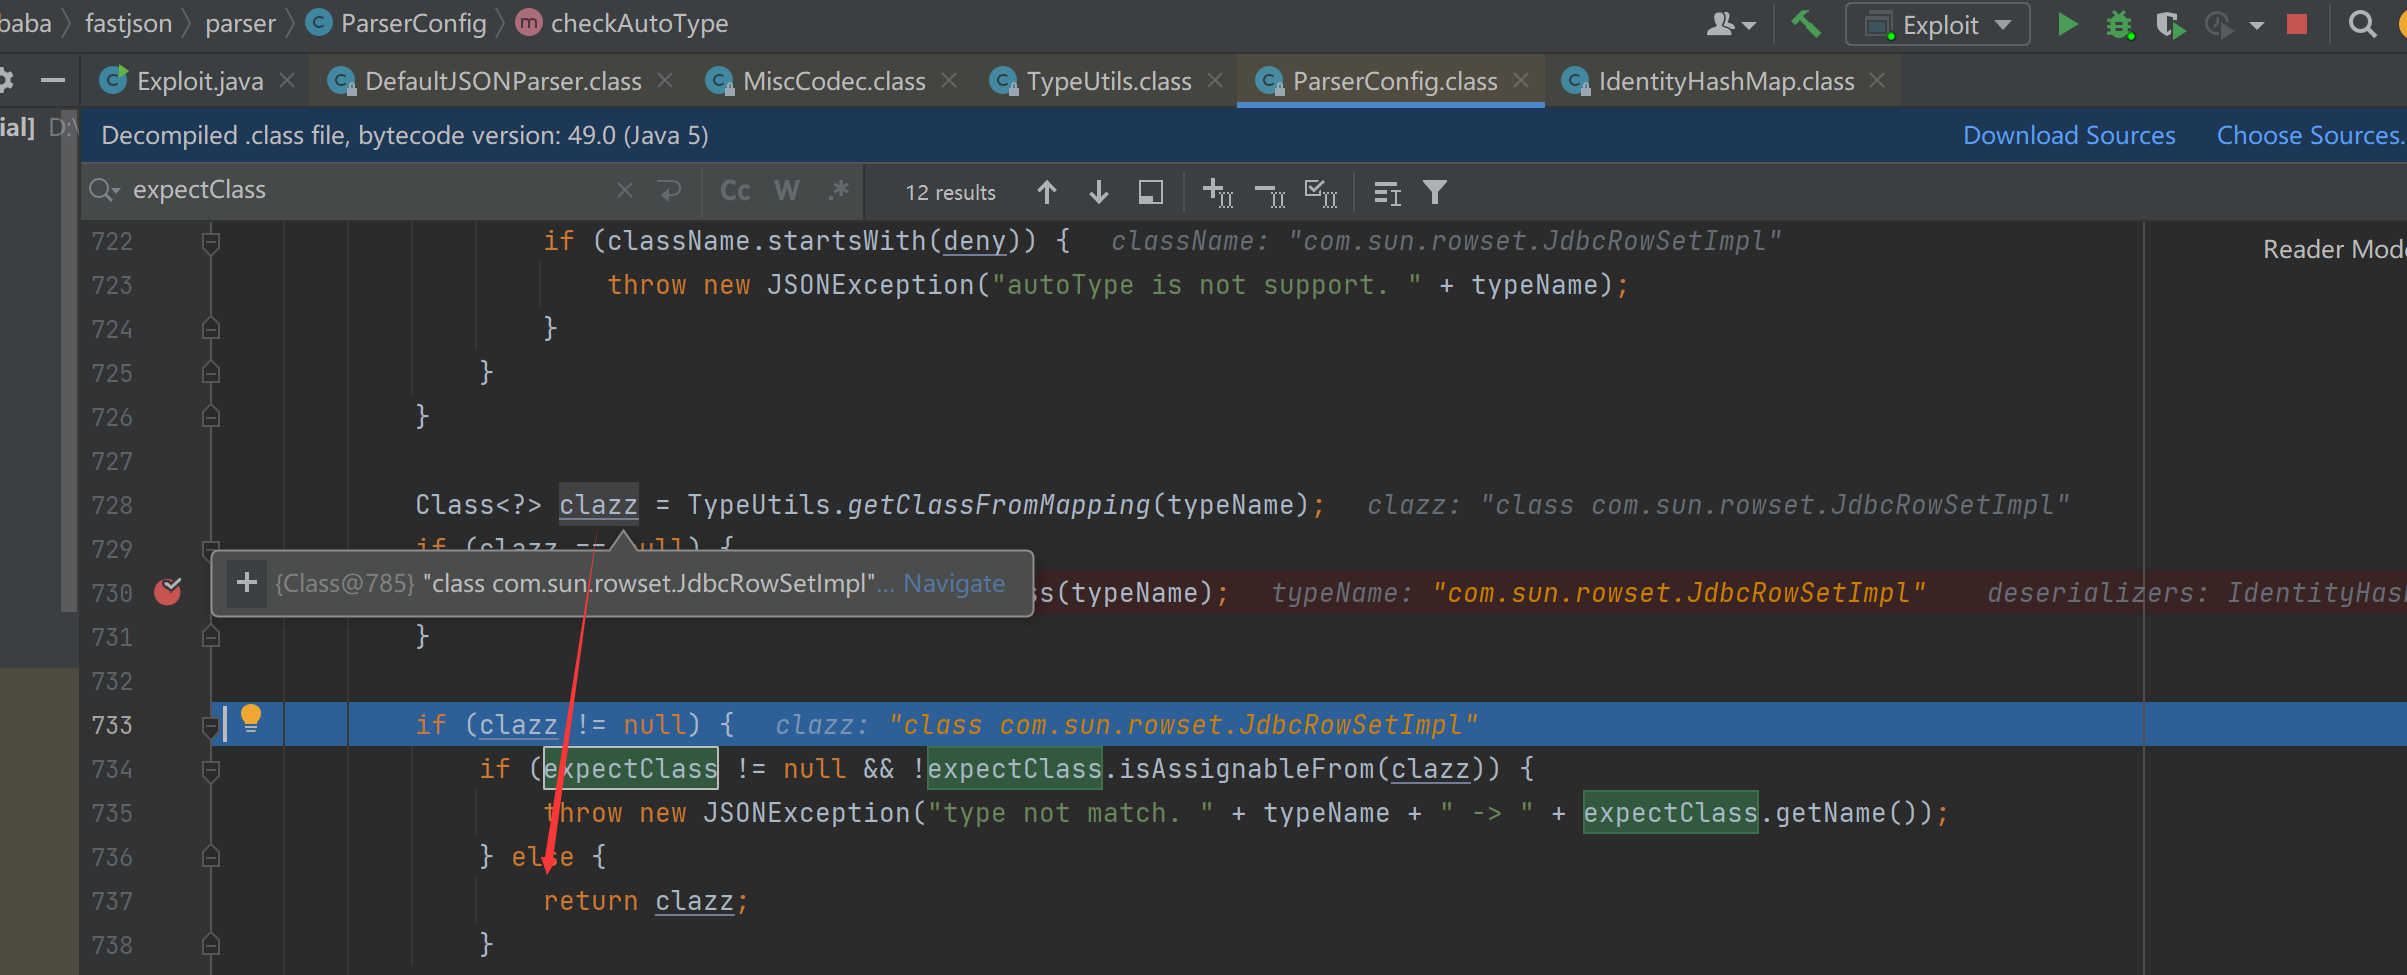 baba fastjson parser ParserConfig checkAutoType Exploit
Exploit.java DefaultJSONParser.class MiscCodec.class TypeUtils.class ParserConfig.class IdentityHashMap.class
ial] D:\
Decompiled .class file, bytecode version: 49.0 (Java 5) Download Sources Choose Sources.
expectClass Cc W .* 12 results
Reader Mode
722 if (className.startsWith(deny)) { className: "com.sun.rowset.JdbcRowSetImpl"
723 throw new JSONException("autoType is not support. " + typeName);
724 }
725 }
726 }
727
728 Class<?> clazz = TypeUtils.getClassFromMapping(typeName); clazz: "class com.sun.rowset.JdbcRowSetImpl"
729 if (clazz == null) {
{Class@785} "class com.sun.rowset.JdbcRowSetImpl"... Navigate
730 ss(typeName); typeName: "com.sun.rowset.JdbcRowSetImpl" deserializers: IdentityHash
731 }
732
733 if (clazz != null) { clazz: "class com.sun.rowset.JdbcRowSetImpl"
734 if (expectClass != null && !expectClass.isAssignableFrom(clazz)) {
735 throw new JSONException("type not match. " + typeName + " -> " + expectClass.getName());
736 } else {
737 return clazz;
738 }